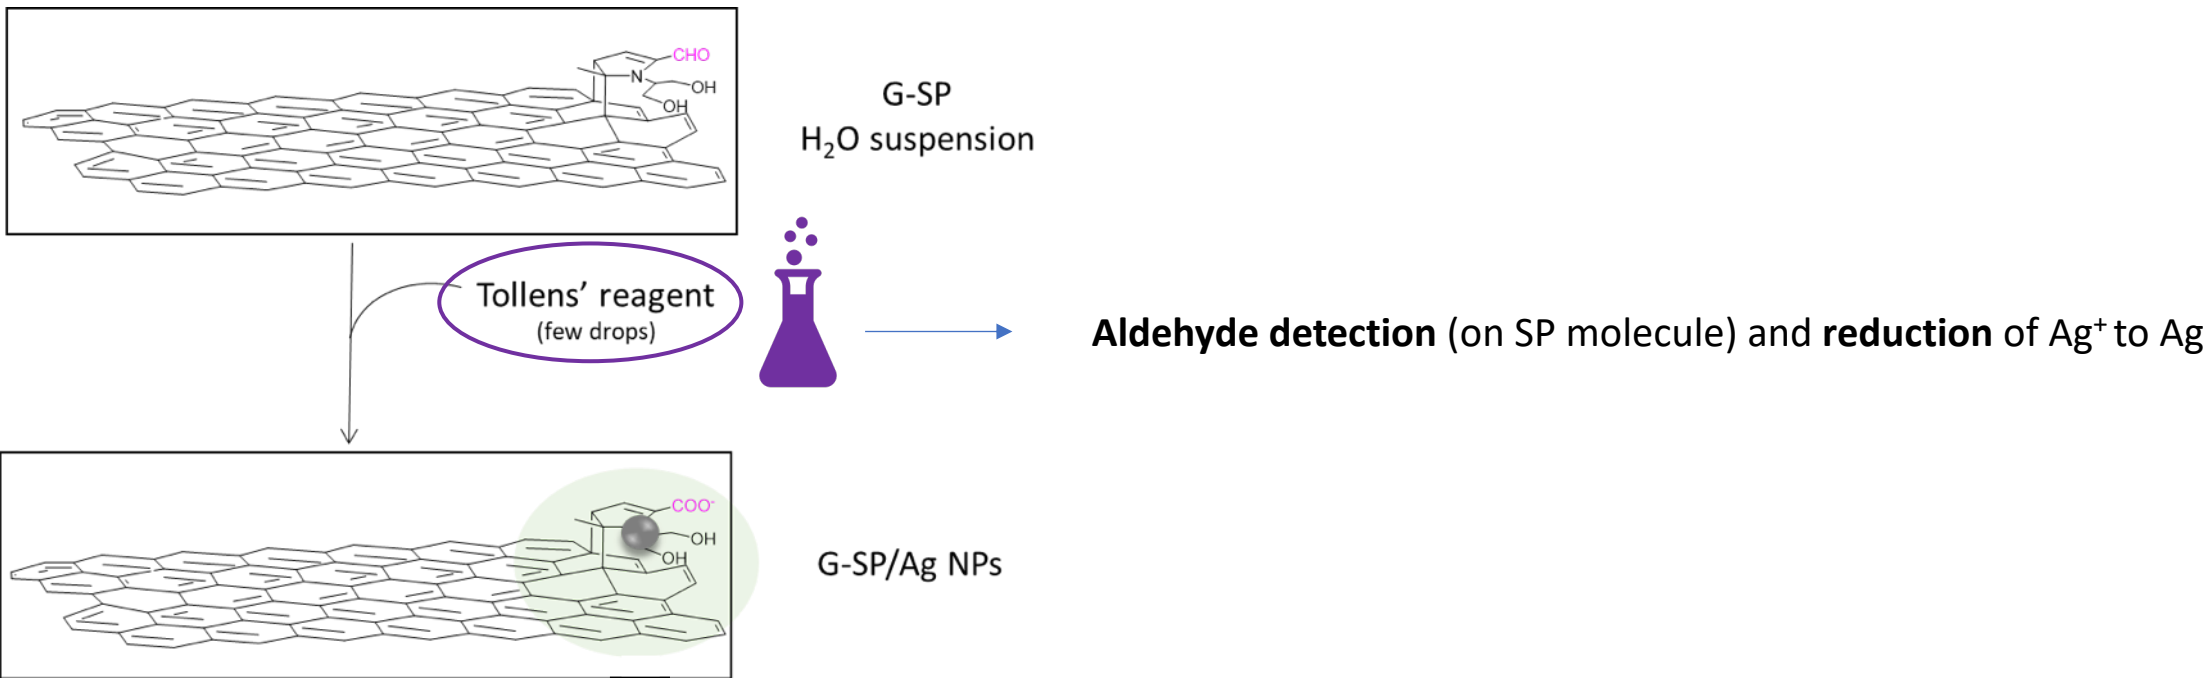 CHO
N
OH
OH
G-SP
H₂O suspension
Tollens’ reagent
(few drops)
Aldehyde detection (on SP molecule) and reduction of Ag⁺ to Ag
COO⁻
OH
OH
G-SP/Ag NPs